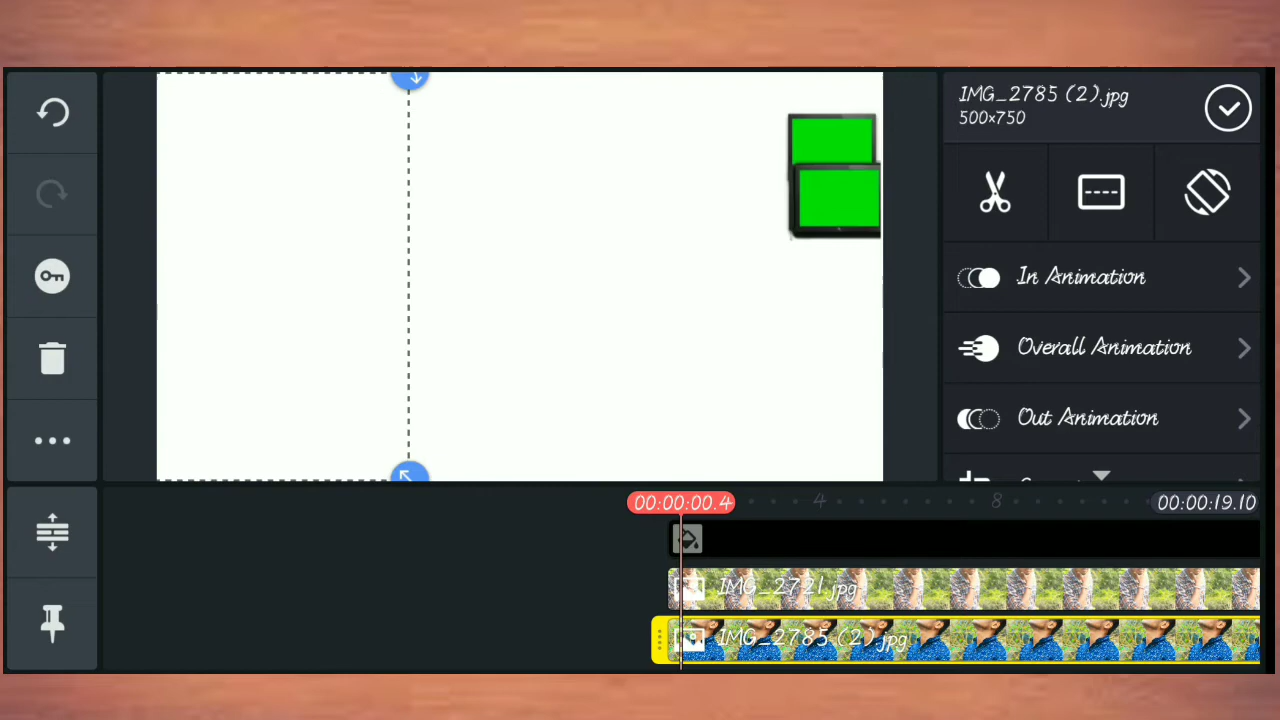 IMG_2785 (2).jpg
500×750
In Animation
Overall Animation
Out Animation
00:00:00.4
4
8
00:00:19.10
IMG_2721.jpg
IMG_2785 (2).jpg